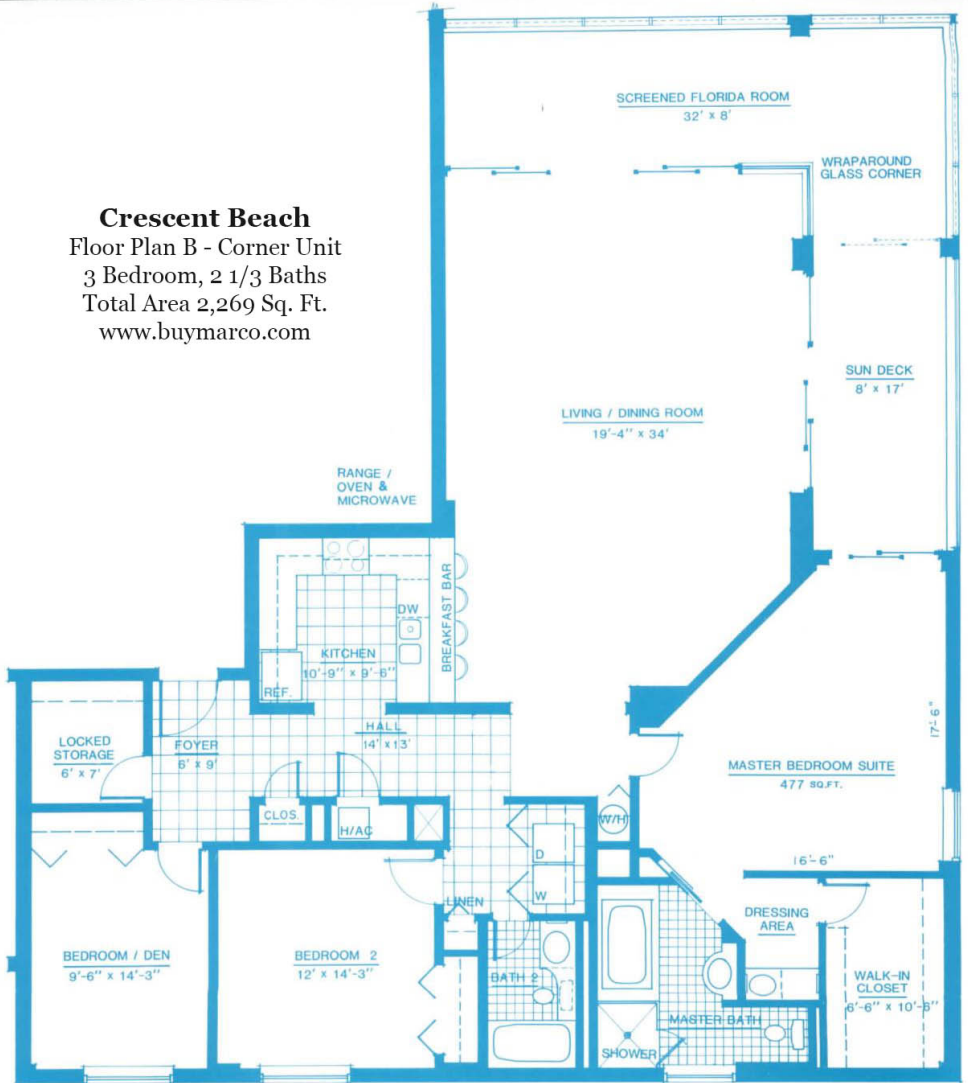 Crescent Beach
Floor Plan B - Corner Unit
3 Bedroom, 2 1/3 Baths
Total Area 2,269 Sq. Ft.
www.buymarco.com
SCREENED FLORIDA ROOM
32' x 8'
WRAPAROUND
GLASS CORNER
SUN DECK
8' x 17'
LIVING / DINING ROOM
19'-4" x 34'
RANGE /
OVEN &
MICROWAVE
BREAKFAST BAR
DW
KITCHEN
10'-9" x 9'-6"
REF.
HALL
14' x 13'
FOYER
6' x 9'
LOCKED
STORAGE
6' x 7'
CLOS.
H/AC
W/H
D
W
LINEN
MASTER BEDROOM SUITE
477 SQ.FT.
17'-6"
16'-6"
DRESSING
AREA
WALK-IN
CLOSET
6'-6" x 10'-6"
BEDROOM / DEN
9'-6" x 14'-3"
BEDROOM 2
12' x 14'-3"
BATH 2
MASTER BATH
SHOWER